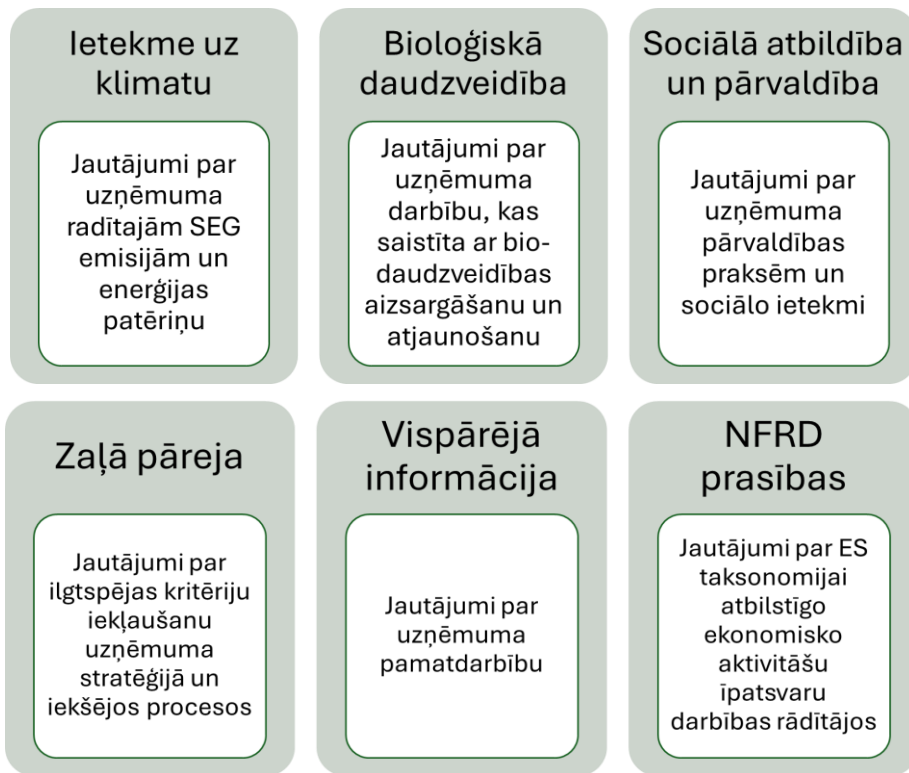 Ietekme uz
klimatu
Jautājumi par
uzņēmuma
radītajām SEG
emisijām un
enerģijas
patēriņu
Bioloģiskā
daudzveidība
Jautājumi par
uzņēmuma
darbību, kas
saistīta ar bio-
daudzveidības
aizsargāšanu un
atjaunošanu
Sociālā atbildība
un pārvaldība
Jautājumi par
uzņēmuma
pārvaldības
praksēm un
sociālo ietekmi
Zaļā pāreja
Jautājumi par
ilgtspējas kritēriju
iekļaušanu
uzņēmuma
stratēģijā un
iekšējos procesos
Vispārējā
informācija
Jautājumi par
uzņēmuma
pamatdarbību
NFRD
prasības
Jautājumi par ES
taksonomijai
atbilstīgo
ekonomisko
aktivitāšu
īpatsvaru
darbības rādītājos